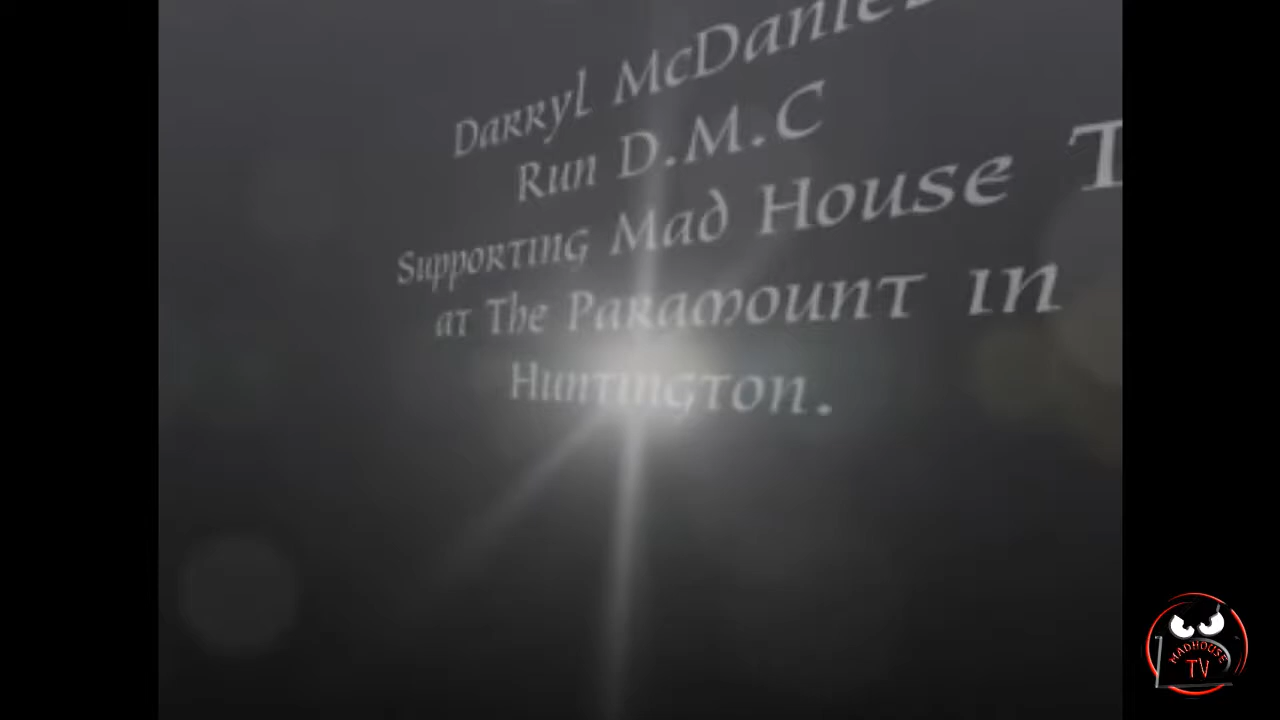 Darryl McDaniel
Run D.M.C
Supporting Mad House T
at The Paramount in
Huntington.
MADHOUSE
TV